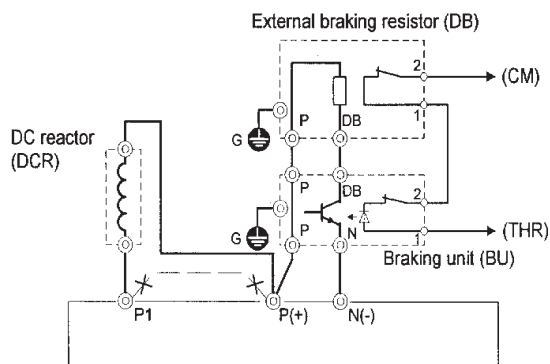 External braking resistor (DB)
2
(CM)
1
P
DB
G
DC reactor
(DCR)
P
DB
2
G
P
N
1
(THR)
Braking unit (BU)
P1
P(+)
N(-)